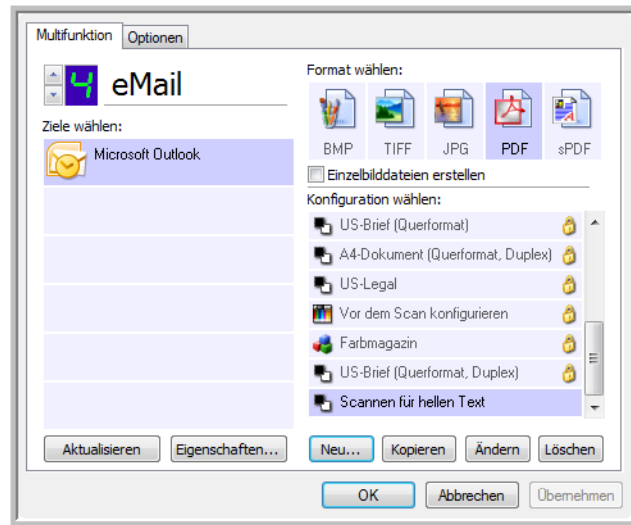 Multifunktion Optionen
4 eMail
Ziele wählen:
Microsoft Outlook
Format wählen:
BMP TIFF JPG PDF sPDF
Einzelbilddateien erstellen
Konfiguration wählen:
US-Brief (Querformat)
A4-Dokument (Querformat, Duplex)
US-Legal
Vor dem Scan konfigurieren
Farbmagazin
US-Brief (Querformat, Duplex)
Scannen für hellen Text
Aktualisieren Eigenschaften... Neu... Kopieren Ändern Löschen
OK Abbrechen Übernehmen